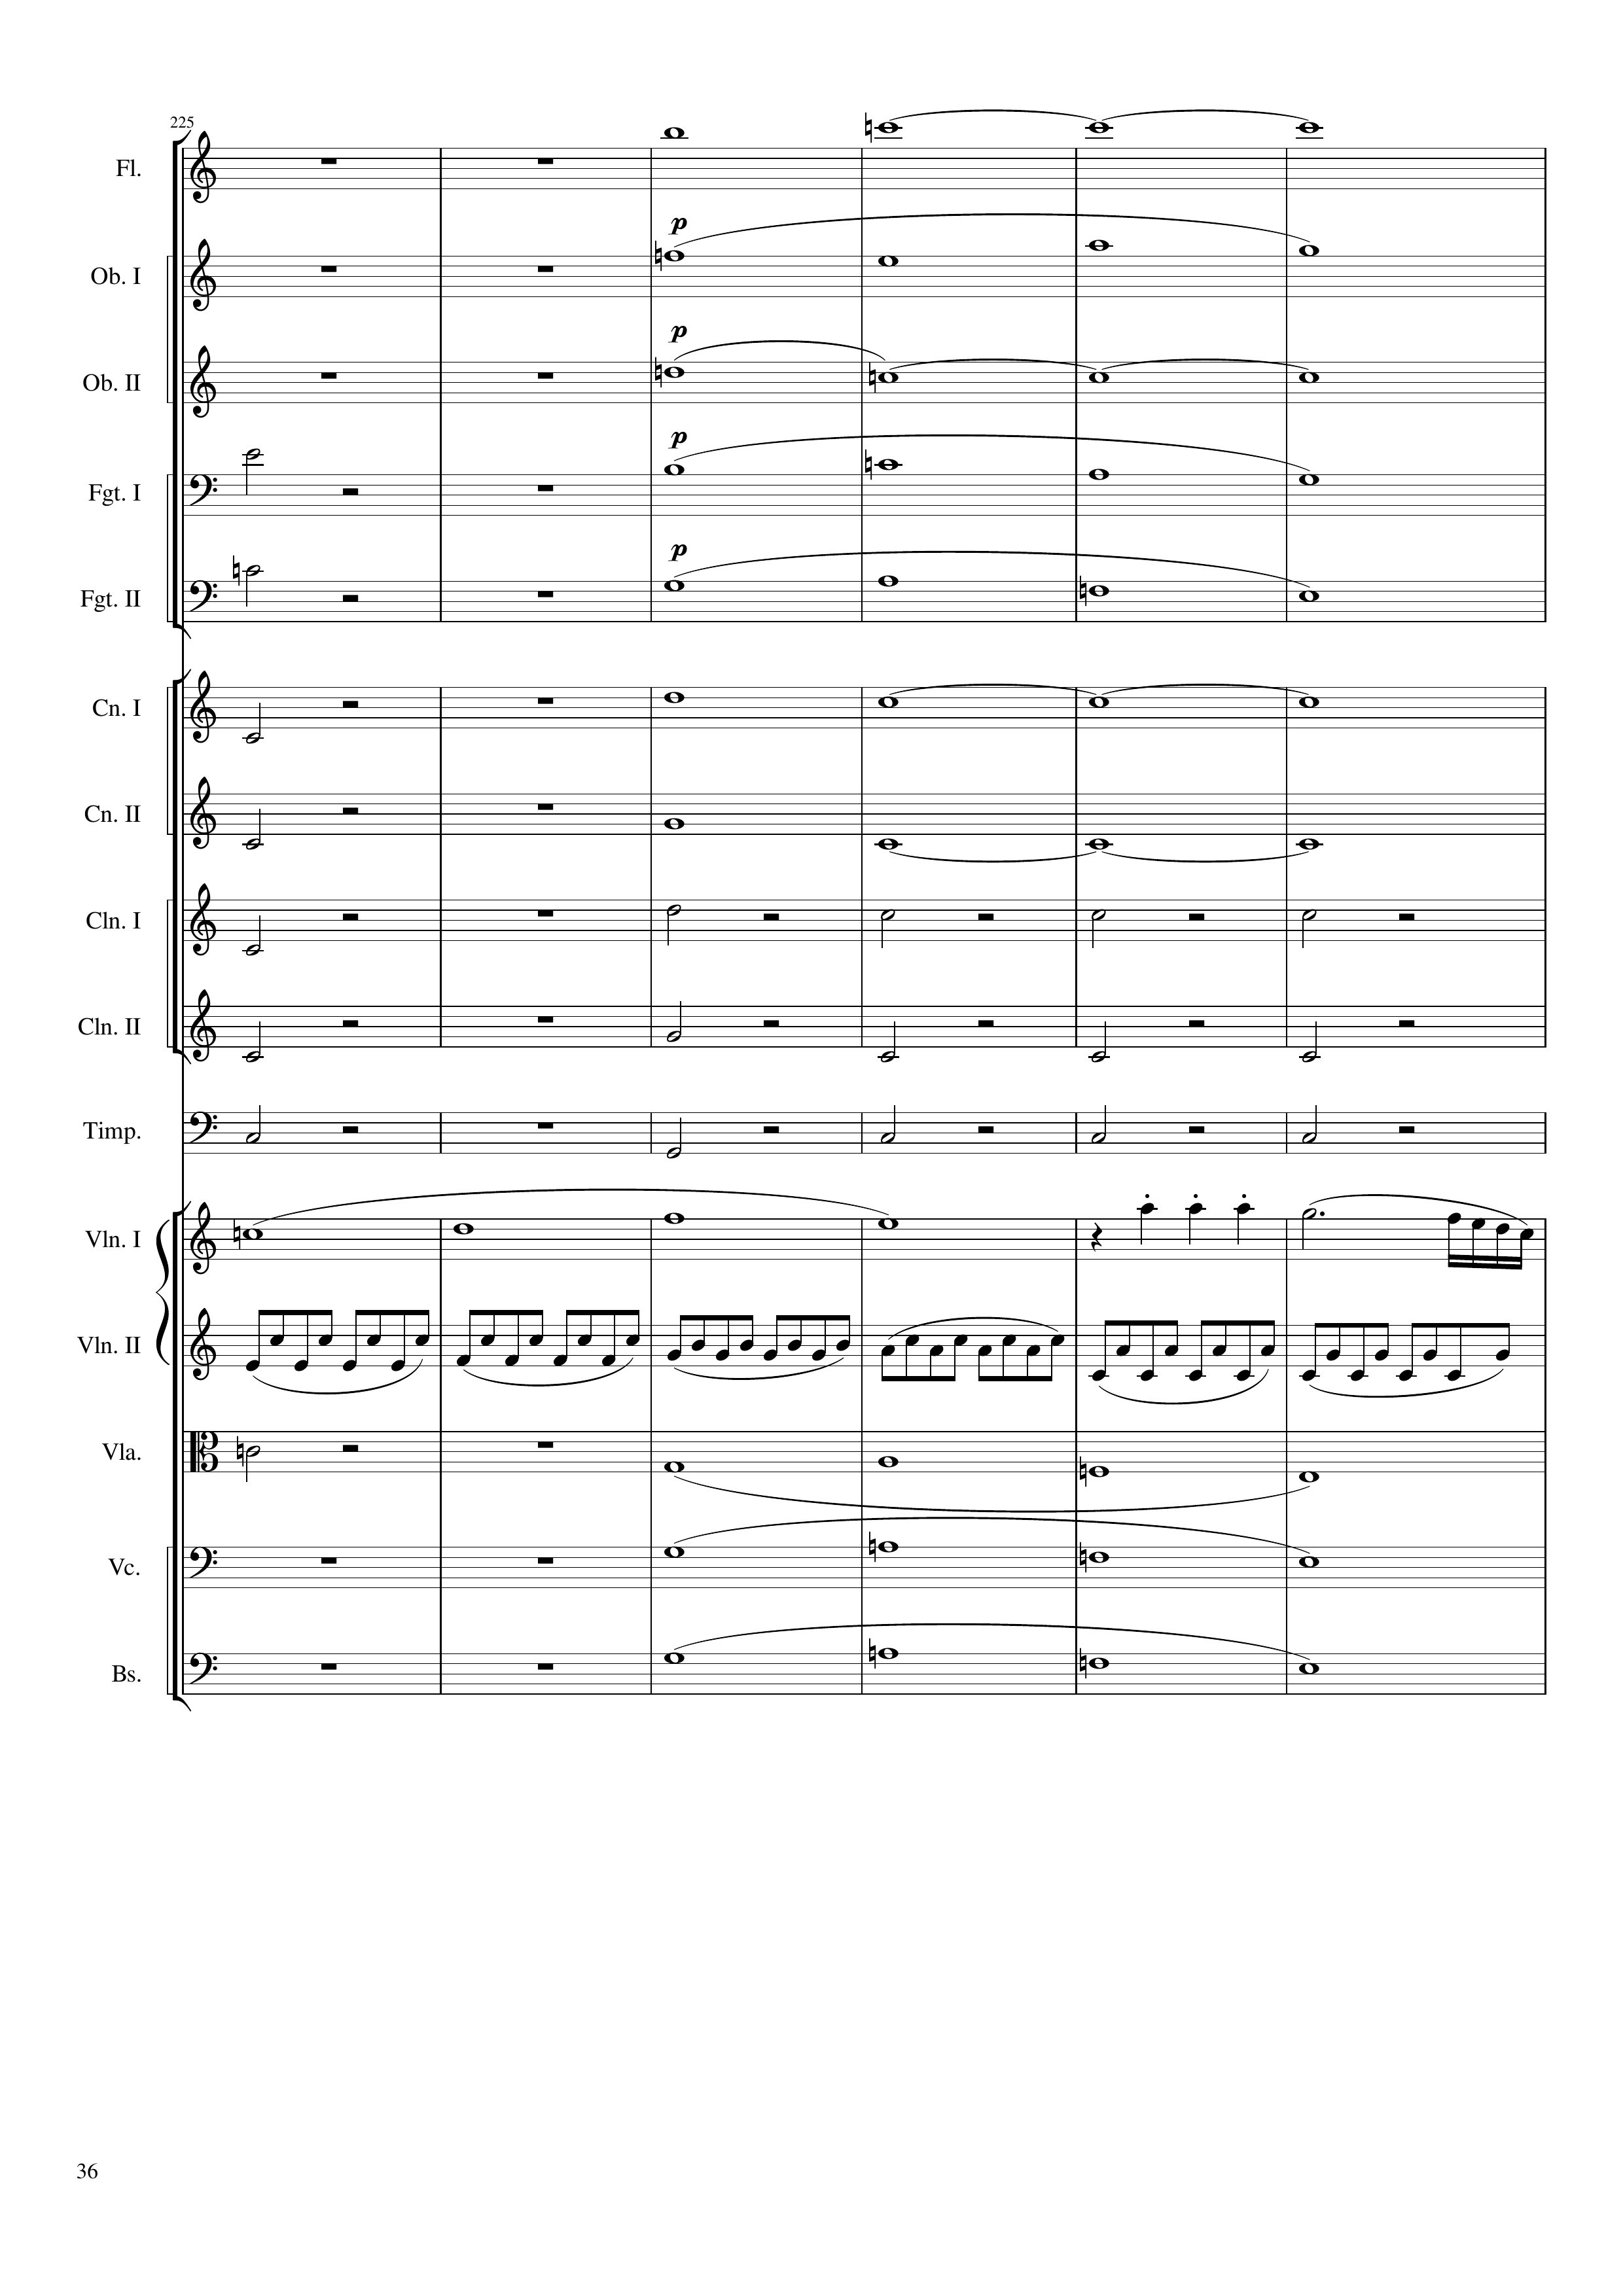 225
Fl.
p
Ob. I
p
Ob. II
p
Fgt. I
p
Fgt. II
Cn. I
Cn. II
Cln. I
Cln. II
Timp.
Vln. I
Vln. II
Vla.
Vc.
Bs.
36